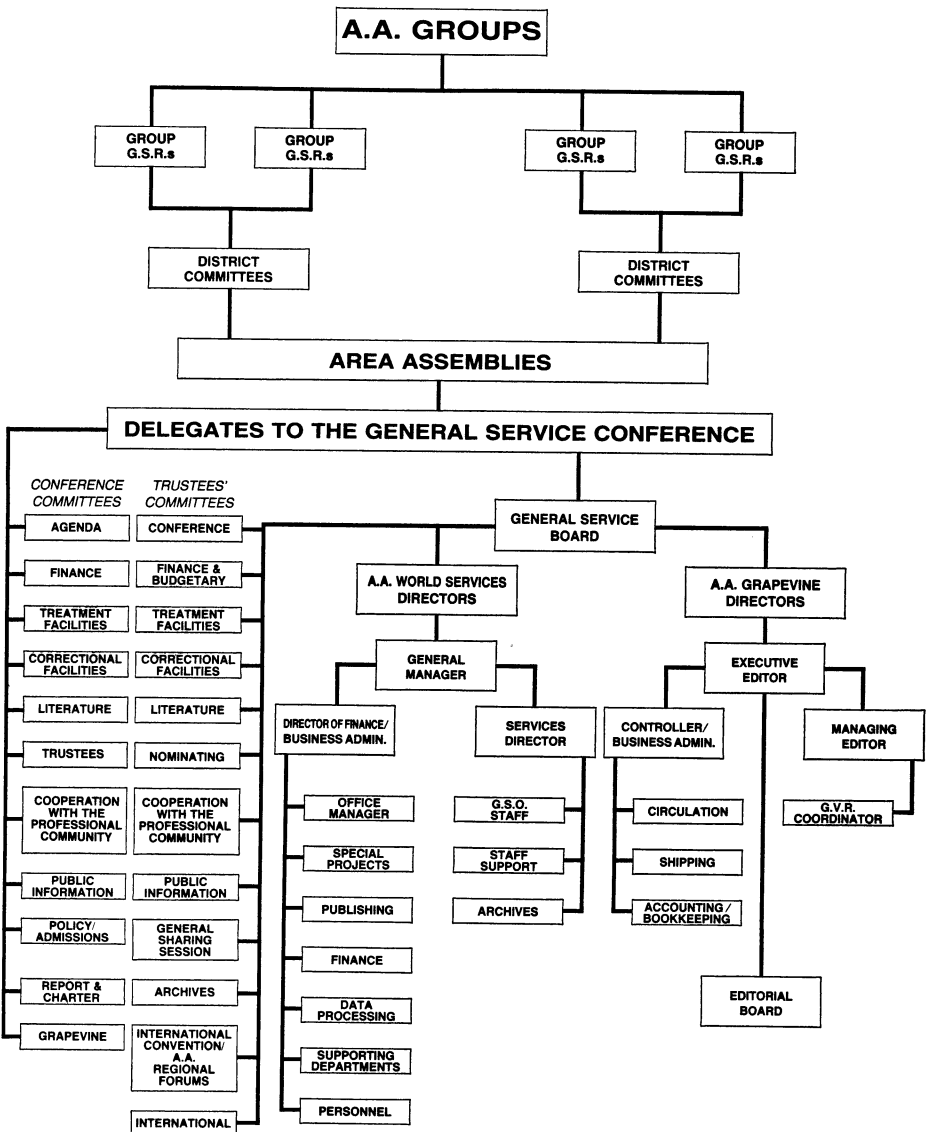 A.A. GROUPS
GROUP
G.S.R.s
GROUP
G.S.R.s
GROUP
G.S.R.s
GROUP
G.S.R.s
DISTRICT
COMMITTEES
DISTRICT
COMMITTEES
AREA ASSEMBLIES
DELEGATES TO THE GENERAL SERVICE CONFERENCE
CONFERENCE
COMMITTEES
AGENDA
FINANCE
TREATMENT
FACILITIES
CORRECTIONAL
FACILITIES
LITERATURE
TRUSTEES
COOPERATION
WITH THE
PROFESSIONAL
COMMUNITY
PUBLIC
INFORMATION
POLICY/
ADMISSIONS
REPORT &
CHARTER
GRAPEVINE
TRUSTEES'
COMMITTEES
CONFERENCE
FINANCE &
BUDGETARY
TREATMENT
FACILITIES
CORRECTIONAL
FACILITIES
LITERATURE
NOMINATING
COOPERATION
WITH THE
PROFESSIONAL
COMMUNITY
PUBLIC
INFORMATION
GENERAL
SHARING
SESSION
ARCHIVES
INTERNATIONAL
CONVENTION/
A.A.
REGIONAL
FORUMS
INTERNATIONAL
GENERAL SERVICE
BOARD
A.A. WORLD SERVICES
DIRECTORS
GENERAL
MANAGER
DIRECTOR OF FINANCE/
BUSINESS ADMIN.
OFFICE
MANAGER
SPECIAL
PROJECTS
PUBLISHING
FINANCE
DATA
PROCESSING
SUPPORTING
DEPARTMENTS
PERSONNEL
SERVICES
DIRECTOR
G.S.O.
STAFF
STAFF
SUPPORT
ARCHIVES
A.A. GRAPEVINE
DIRECTORS
EXECUTIVE
EDITOR
CONTROLLER/
BUSINESS ADMIN.
CIRCULATION
SHIPPING
ACCOUNTING/
BOOKKEEPING
MANAGING
EDITOR
G.V.R.
COORDINATOR
EDITORIAL
BOARD